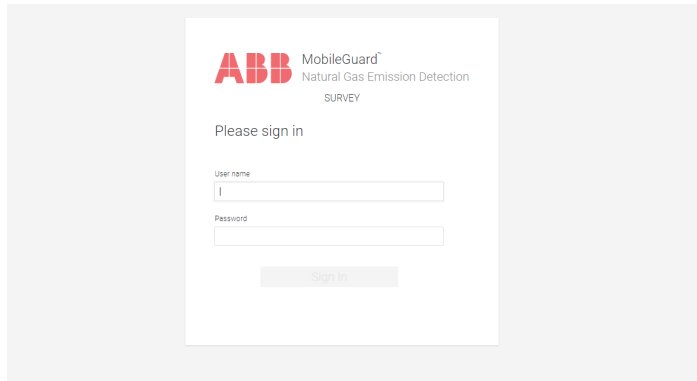 ABB
MobileGuard™
Natural Gas Emission Detection
SURVEY
Please sign in
User name
Password
Sign In